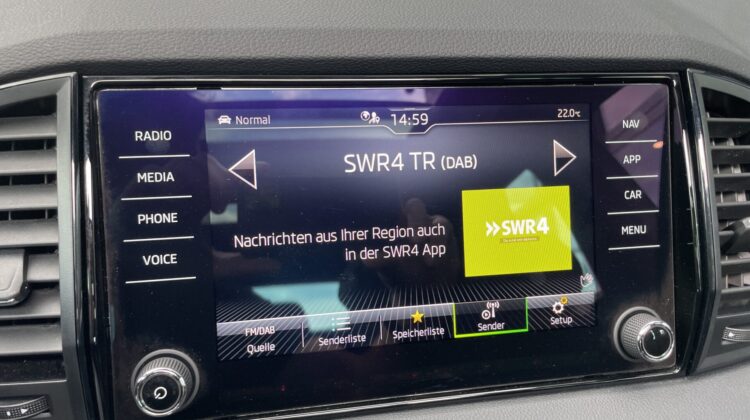 Normal
14:59
22.0°C
RADIO
MEDIA
PHONE
VOICE
NAV
APP
CAR
MENU
SWR4 TR (DAB)
Nachrichten aus Ihrer Region auch
in der SWR4 App
SWR4
FM/DAB
Quelle
Senderliste
Speicherliste
Sender
Setup